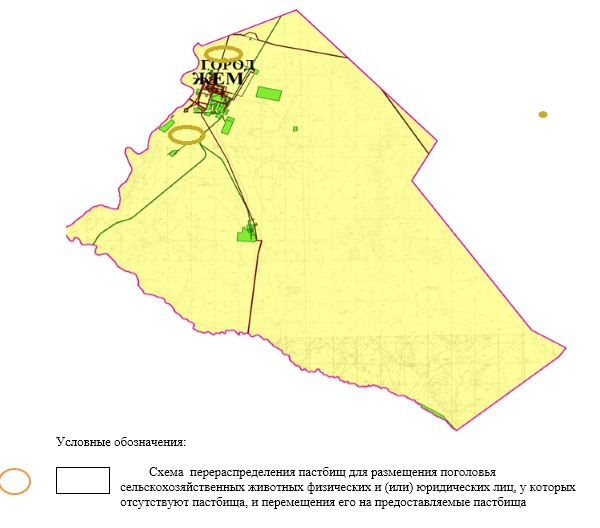 ГОРОД
ЖЕМ
Условные обозначения:
Схема перераспределения пастбищ для размещения поголовья
сельскохозяйственных животных физических и (или) юридических лиц, у которых
отсутствуют пастбища, и перемещения его на предоставляемые пастбища